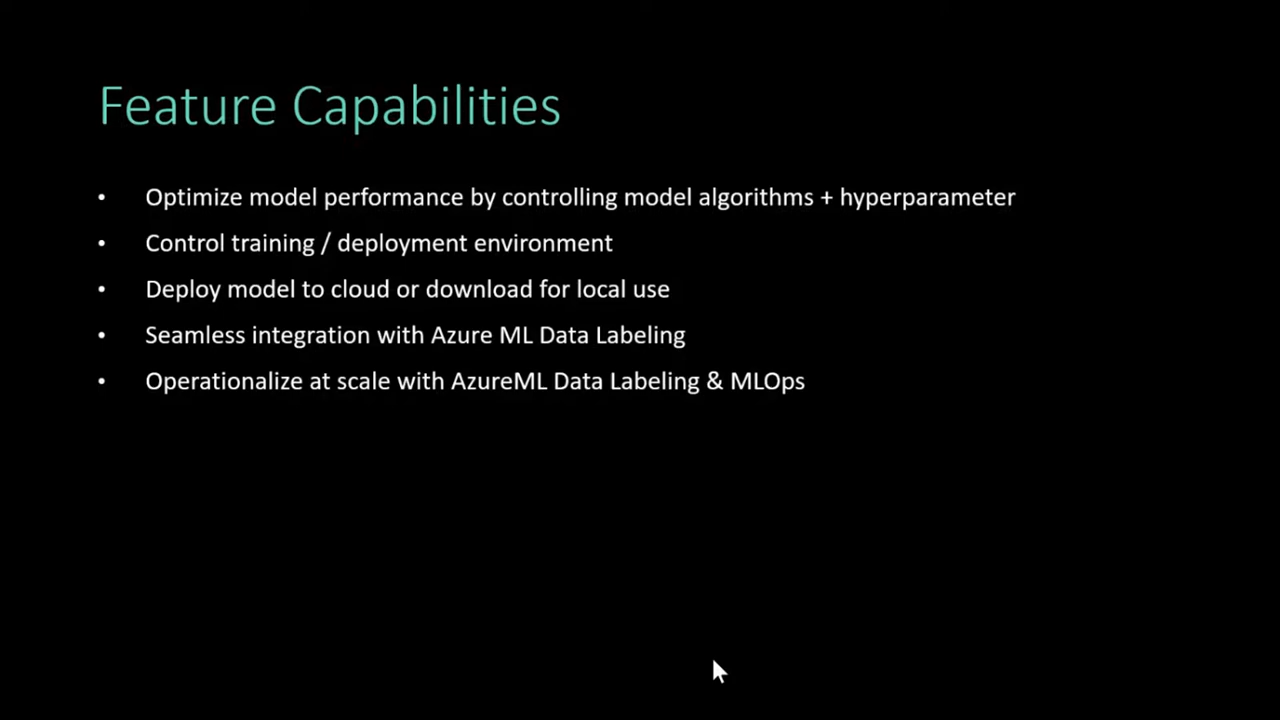 Feature Capabilities
• Optimize model performance by controlling model algorithms + hyperparameter
• Control training / deployment environment
• Deploy model to cloud or download for local use
• Seamless integration with Azure ML Data Labeling
• Operationalize at scale with AzureML Data Labeling & MLOps